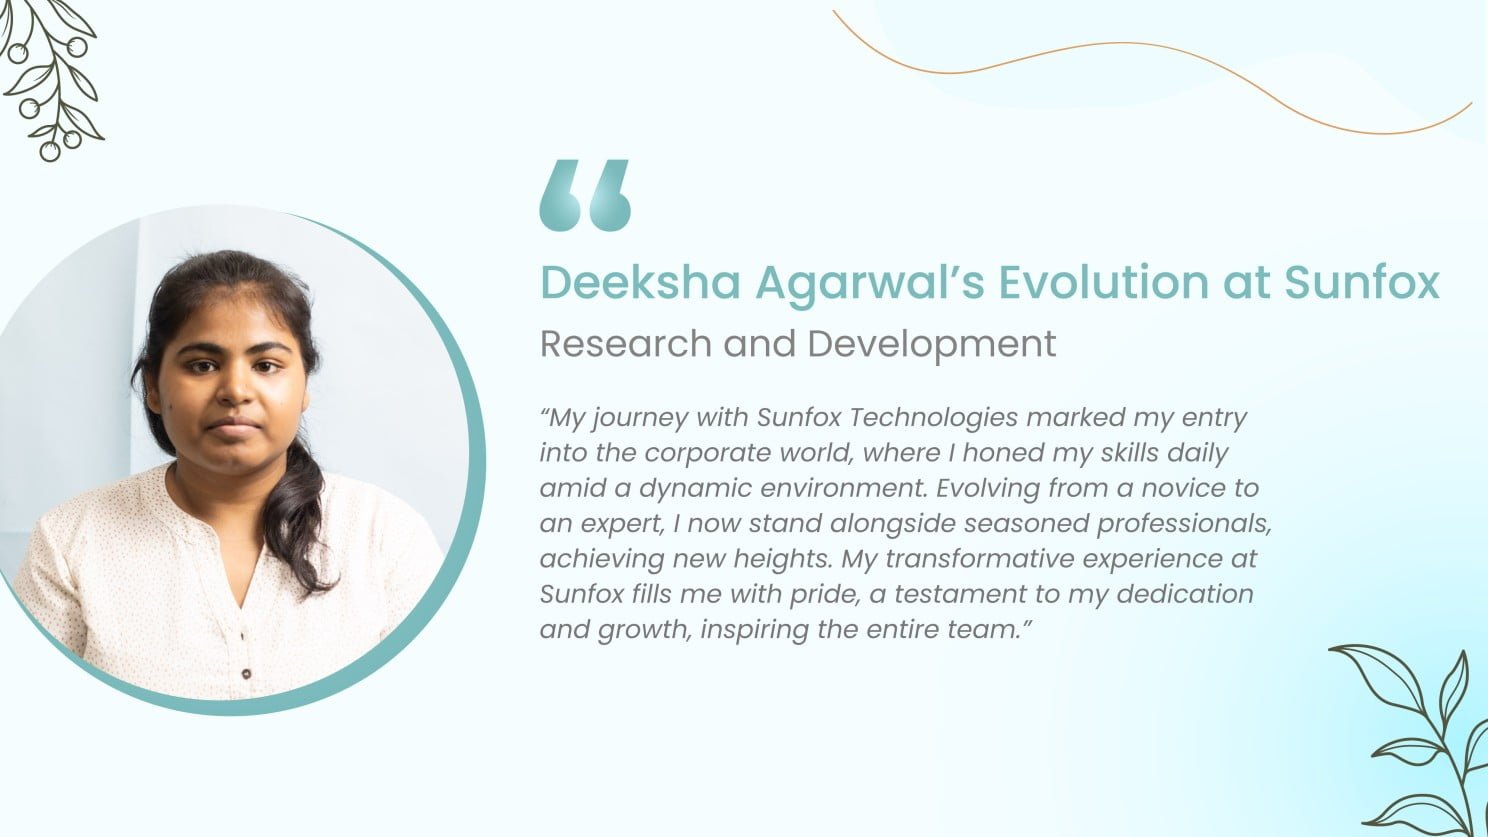 “
Deeksha Agarwal’s Evolution at Sunfox
Research and Development
“My journey with Sunfox Technologies marked my entry
into the corporate world, where I honed my skills daily
amid a dynamic environment. Evolving from a novice to
an expert, I now stand alongside seasoned professionals,
achieving new heights. My transformative experience at
Sunfox fills me with pride, a testament to my dedication
and growth, inspiring the entire team.”